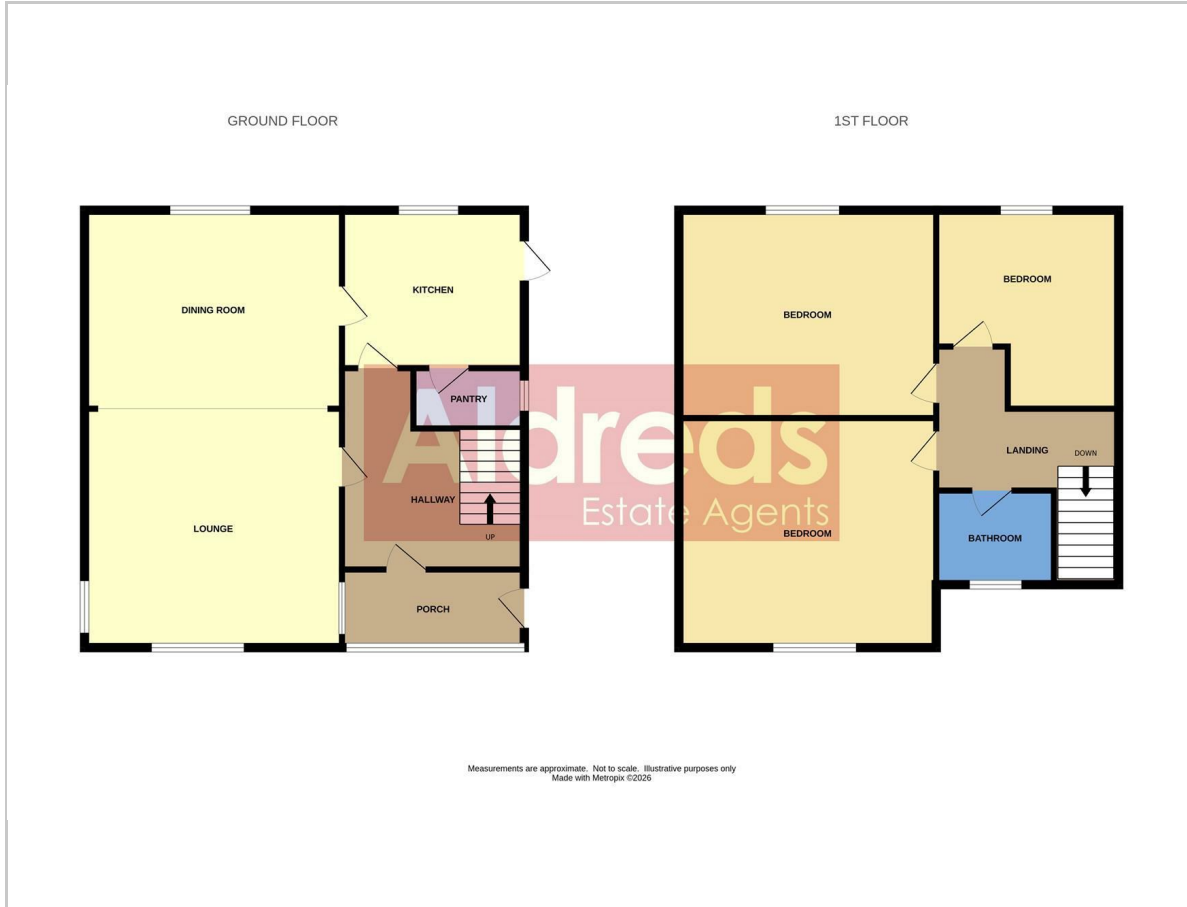 GROUND FLOOR
1ST FLOOR
DINING ROOM
KITCHEN
PANTRY
HALLWAY
UP
LOUNGE
PORCH
BEDROOM
BEDROOM
LANDING
DOWN
BEDROOM
BATHROOM
Aldreds
Estate Agents
Measurements are approximate. Not to scale. Illustrative purposes only
Made with Metropix ©2026